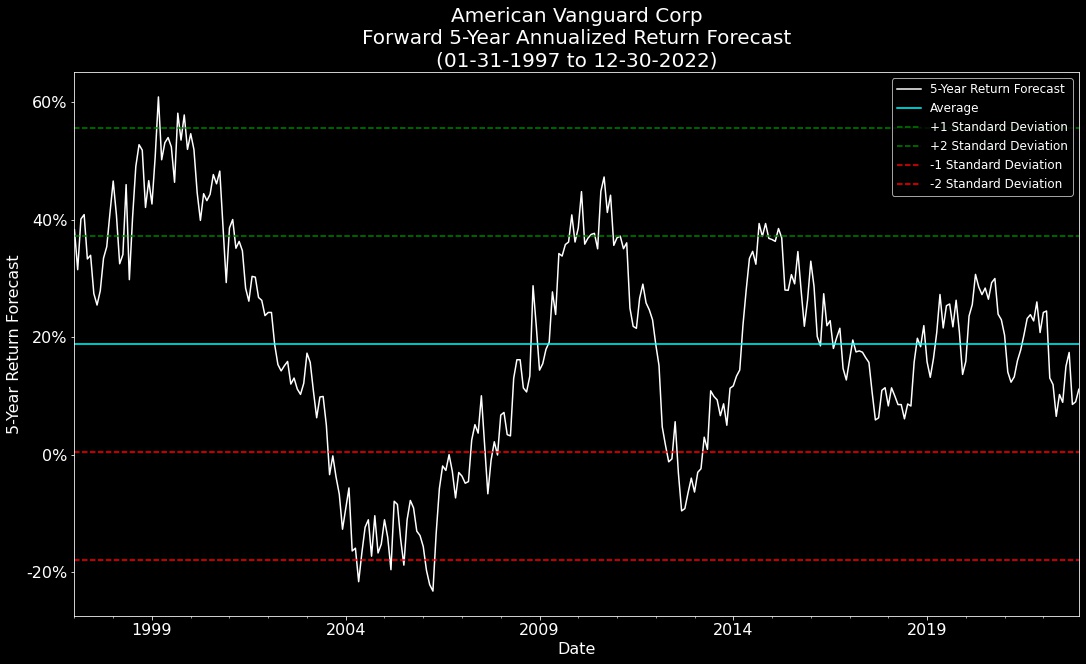 American Vanguard Corp
Forward 5-Year Annualized Return Forecast
(01-31-1997 to 12-30-2022)
5-Year Return Forecast
Average
+1 Standard Deviation
+2 Standard Deviation
-1 Standard Deviation
-2 Standard Deviation
5-Year Return Forecast
60%
40%
20%
0%
-20%
1999
2004
2009
2014
2019
Date